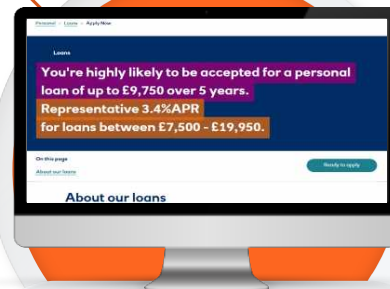 Personal > Loans > Apply Now
Loans
You're highly likely to be accepted for a personal
loan of up to £9,750 over 5 years.
Representative 3.4%APR
for loans between £7,500 - £19,950.
On this page
Ready to apply
About our loans
About our loans